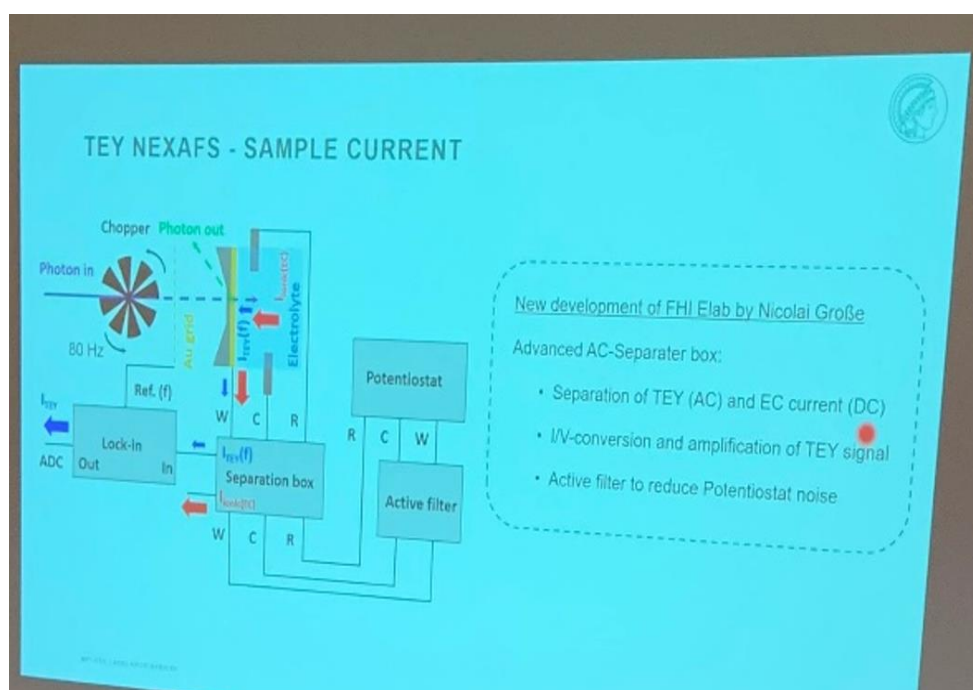 TEY NEXAFS - SAMPLE CURRENT
Chopper Photon out
Photon in
80 Hz
Au grid
I_TEY(f)
Electrolyte
Ref. (f)
I_TEY
ADC
Lock-in
Out In
W C R
I_TEY(f)
Separation box
W C R
Potentiostat
R C W
Active filter
New development of FHI Elab by Nicolai Große
Advanced AC-Separater box:
• Separation of TEY (AC) and EC current (DC)
• I/V-conversion and amplification of TEY signal
• Active filter to reduce Potentiostat noise